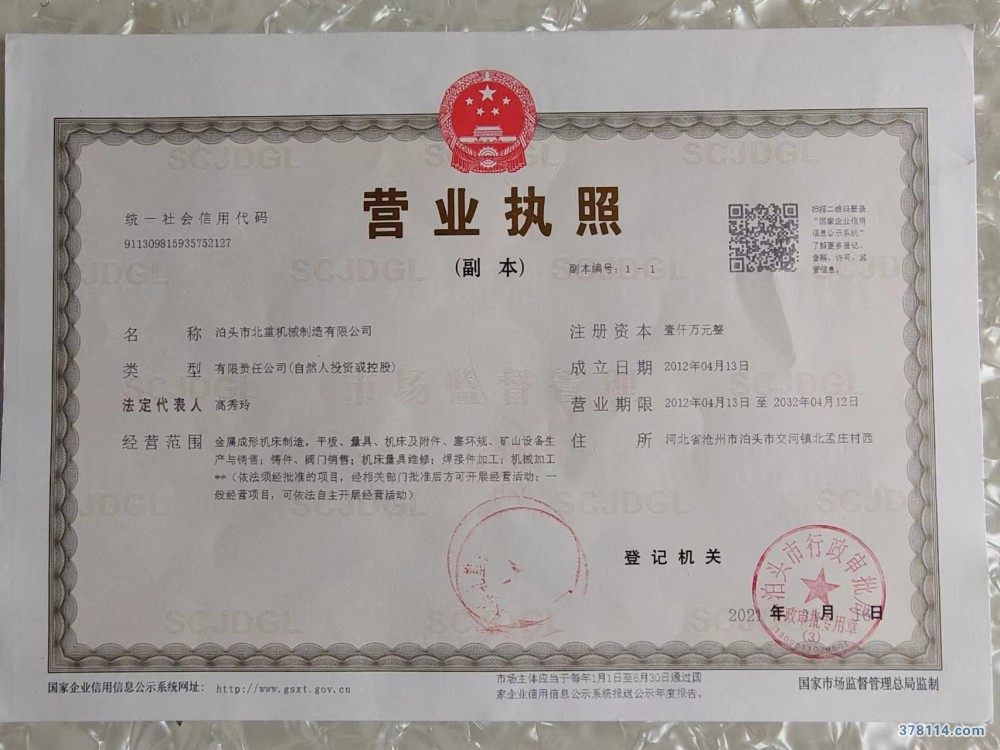 营业执照
(副 本)
副本编号：1-1
统一社会信用代码
911309815935752127
扫描二维码登录
“国家企业信用
信息公示系统”
了解更多登记、
备案、许可、监
管信息。
名 称 泊头市北重机械制造有限公司
类 型 有限责任公司(自然人投资或控股)
法定代表人 高秀玲
经营范围 金属成形机床制造。平板、量具、机床及附件、塞环规、矿山设备生
产与销售；铸件、阀门销售；机床量具维修；焊接件加工；机械加工
**（依法须经批准的项目，经相关部门批准后方可开展经营活动；一
般经营项目，可依法自主开展经营活动）
注册资本 壹仟万元整
成立日期 2012年04月13日
营业期限 2012年04月13日 至 2032年04月12日
住 所 河北省沧州市泊头市交河镇北孟庄村西
市场监督管理
SCJDGL
登记机关
泊头市行政审批局
行政审批专用章
(3)
2021 年 月 日
国家企业信用信息公示系统网址： http://www.gsxt.gov.cn
市场主体应当于每年1月1日至6月30日通过国
家企业信用信息公示系统报送公示年度报告。
国家市场监督管理总局监制
378114.com